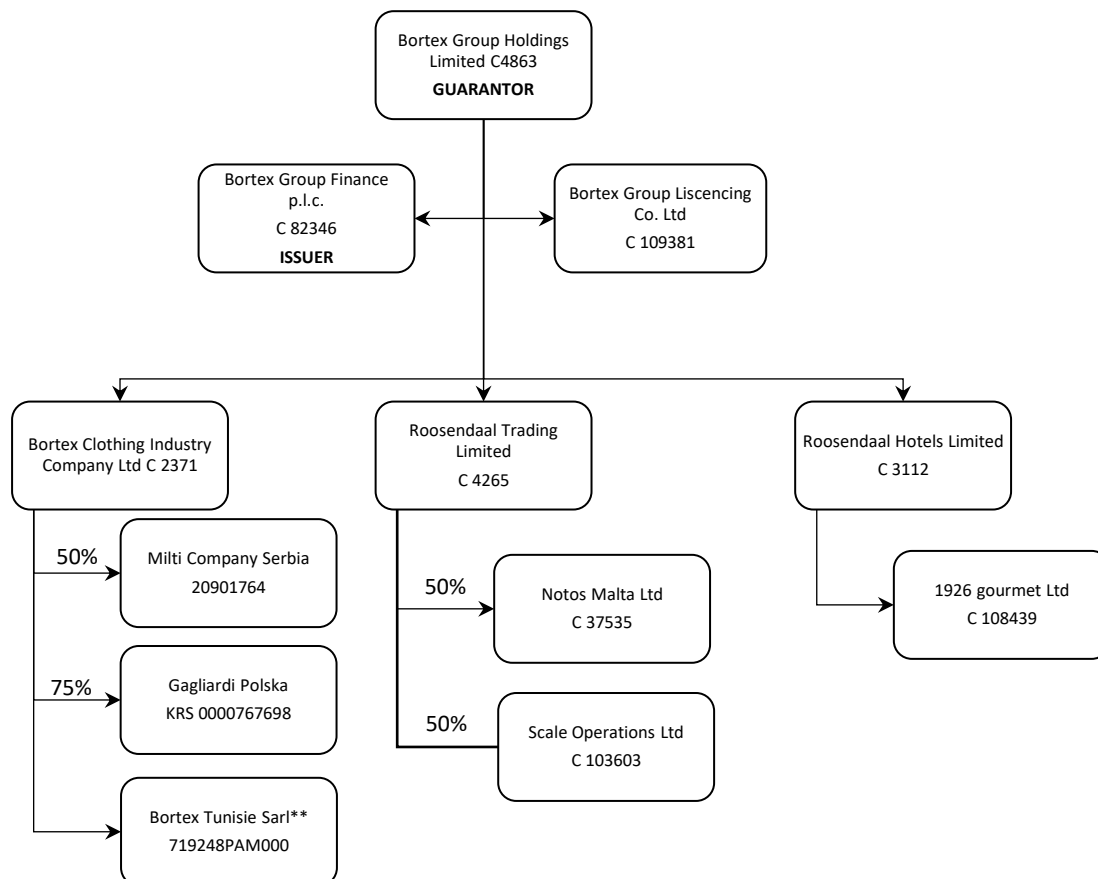 Bortex Group Holdings
Limited C4863
GUARANTOR
Bortex Group Finance
p.l.c.
C 82346
ISSUER
Bortex Group Liscencing
Co. Ltd
C 109381
Bortex Clothing Industry
Company Ltd C 2371
Roosendaal Trading
Limited
C 4265
Roosendaal Hotels Limited
C 3112
50%
Milti Company Serbia
20901764
50%
Notos Malta Ltd
C 37535
1926 gourmet Ltd
C 108439
75%
Gagliardi Polska
KRS 0000767698
50%
Scale Operations Ltd
C 103603
Bortex Tunisie Sarl**
719248PAM000